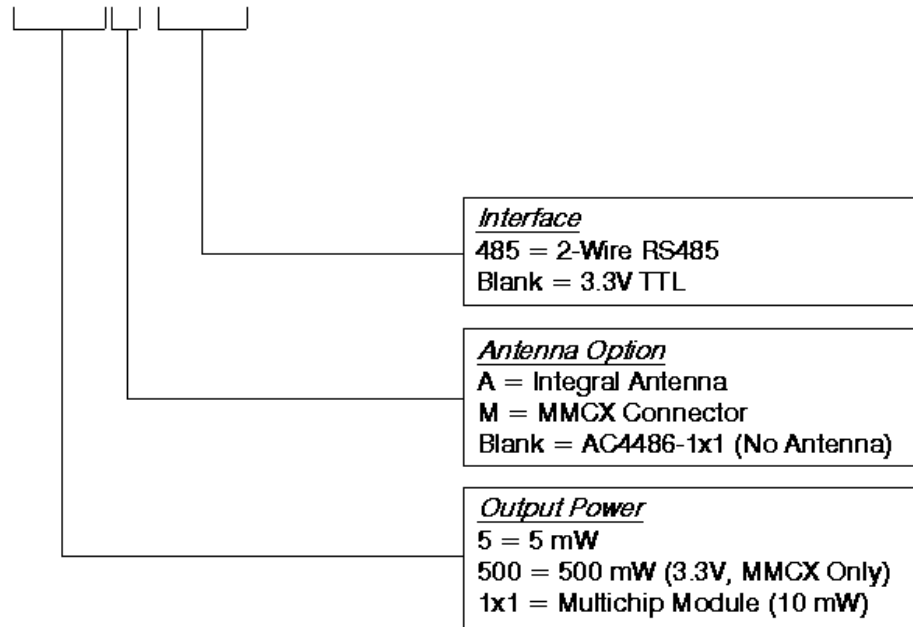 Interface
485 = 2-Wire RS485
Blank = 3.3V TTL
Antenna Option
A = Integral Antenna
M = MMCX Connector
Blank = AC4486-1x1 (No Antenna)
Output Power
5 = 5 mW
500 = 500 mW (3.3V, MMCX Only)
1x1 = Multichip Module (10 mW)